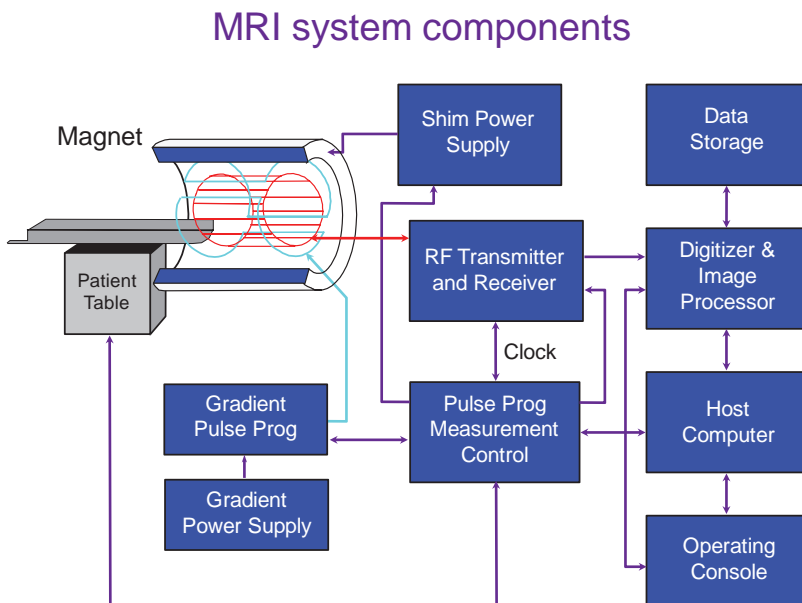 MRI system components
Magnet
Shim Power
Supply
Data
Storage
Patient
Table
RF Transmitter
and Receiver
Digitizer &
Image
Processor
Clock
Gradient
Pulse Prog
Pulse Prog
Measurement
Control
Host
Computer
Gradient
Power Supply
Operating
Console